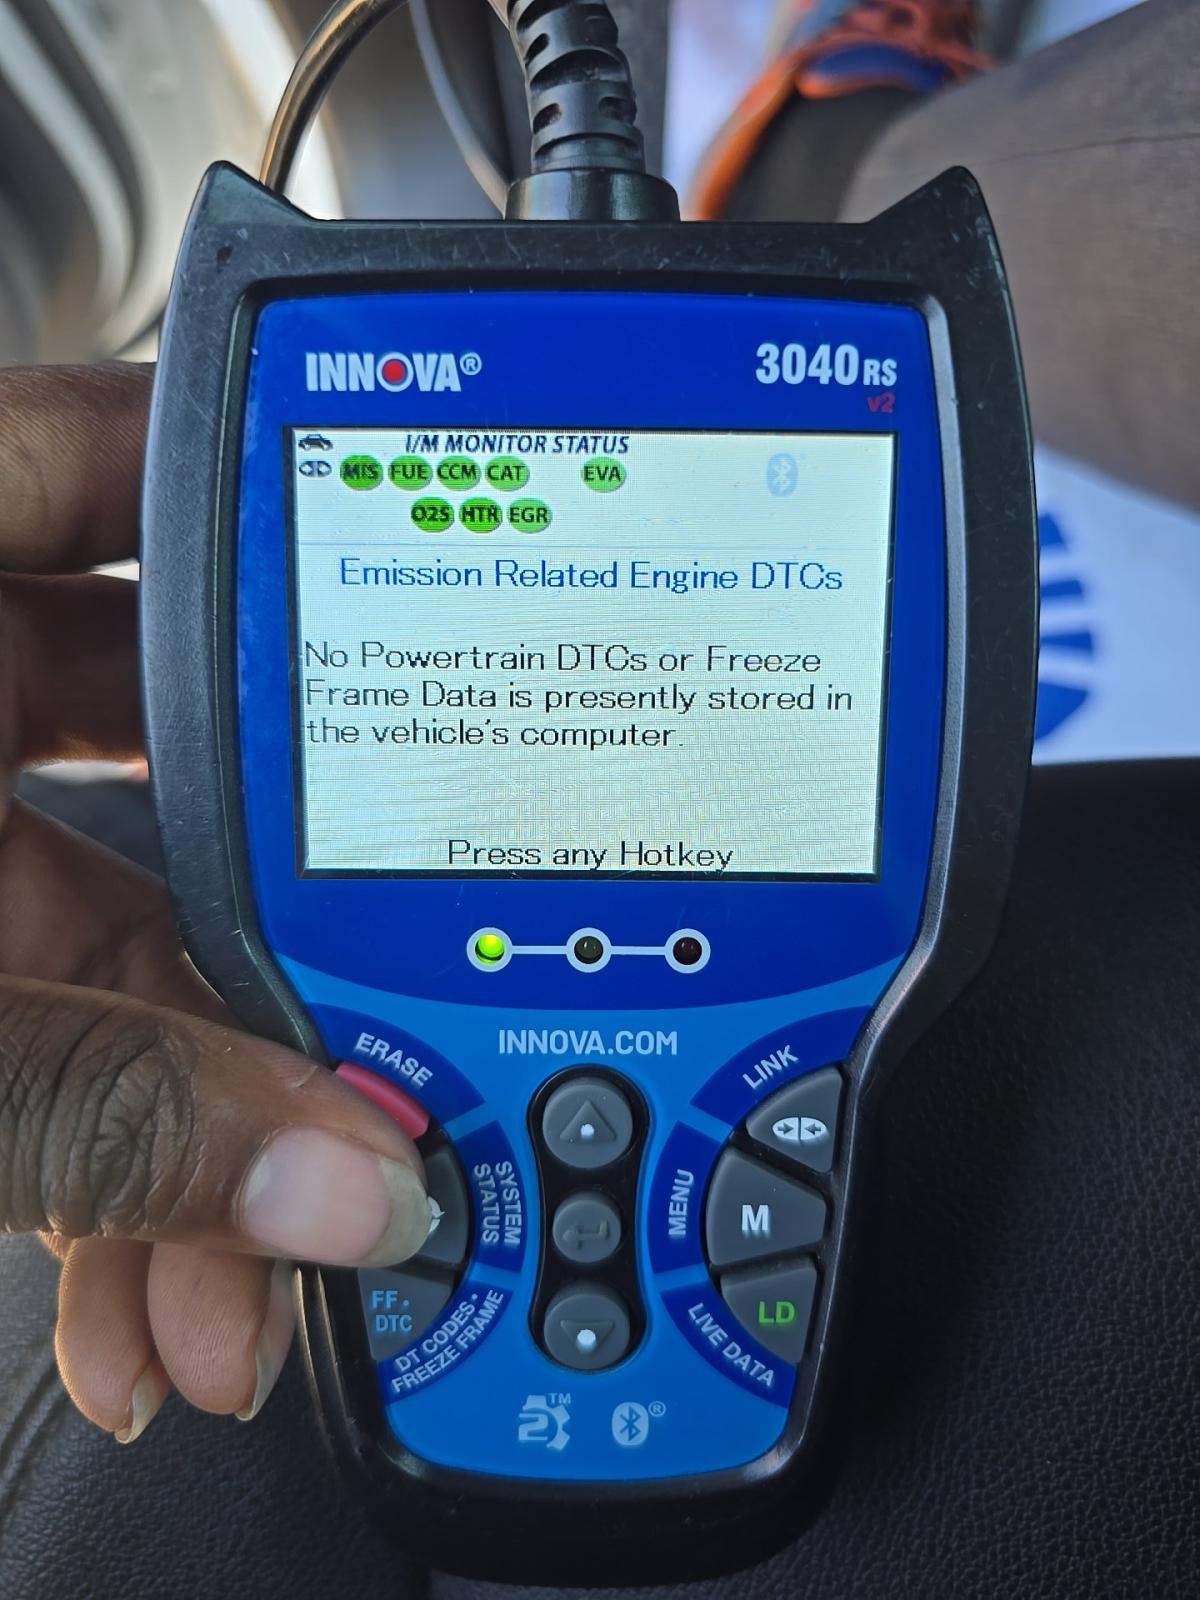 INNOVA®
3040RS
v2
I/M MONITOR STATUS
MIS FUE CCM CAT EVA
O2S HTR EGR
Emission Related Engine DTCs
No Powertrain DTCs or Freeze
Frame Data is presently stored in
the vehicle's computer.
Press any Hotkey
INNOVA.COM
ERASE
LINK
SYSTEM
STATUS
MENU
M
FF·
DTC
DT CODES·
FREEZE FRAME
LD
LIVE DATA
2 TM
®